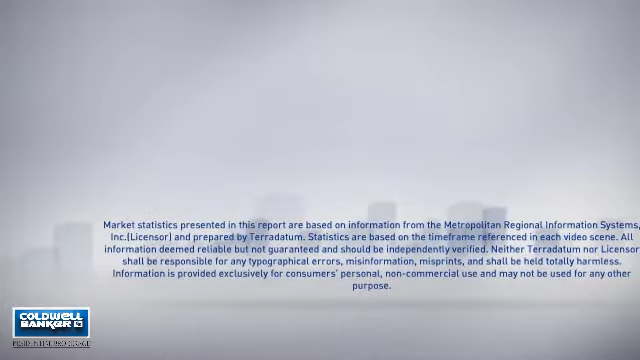 Market statistics presented in this report are based on information from the Metropolitan Regional Information Systems,
Inc.(Licensor) and prepared by Terradatum. Statistics are based on the timeframe referenced in each video scene. All
information deemed reliable but not guaranteed and should be independently verified. Neither Terradatum nor Licensor
shall be responsible for any typographical errors, misinformation, misprints, and shall be held totally harmless.
Information is provided exclusively for consumers' personal, non-commercial use and may not be used for any other
purpose.
COLDWELL
BANKER
RESIDENTIAL BROKERAGE